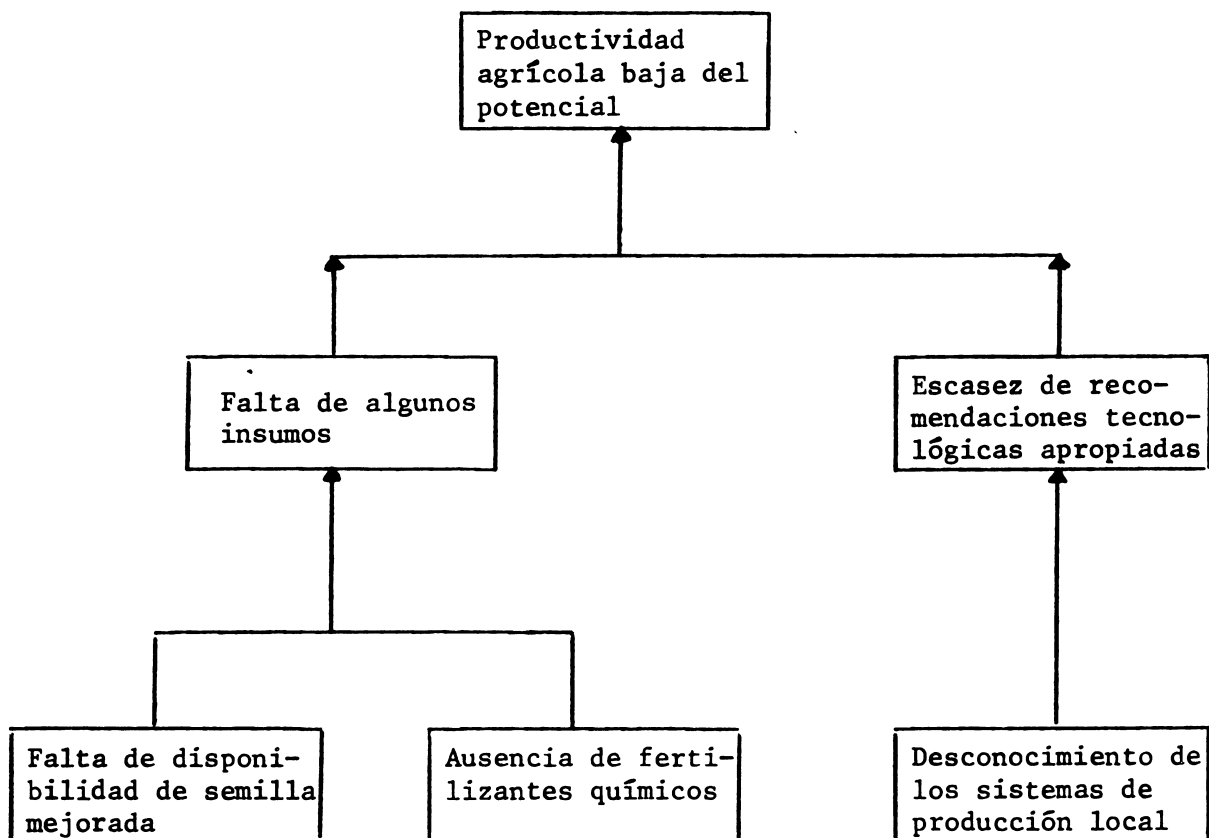 Productividad
agrícola baja del
potencial
Falta de algunos
insumos
Escasez de reco-
mendaciones tecno-
lógicas apropiadas
Falta de disponi-
bilidad de semilla
mejorada
Ausencia de ferti-
lizantes químicos
Desconocimiento de
los sistemas de
producción local